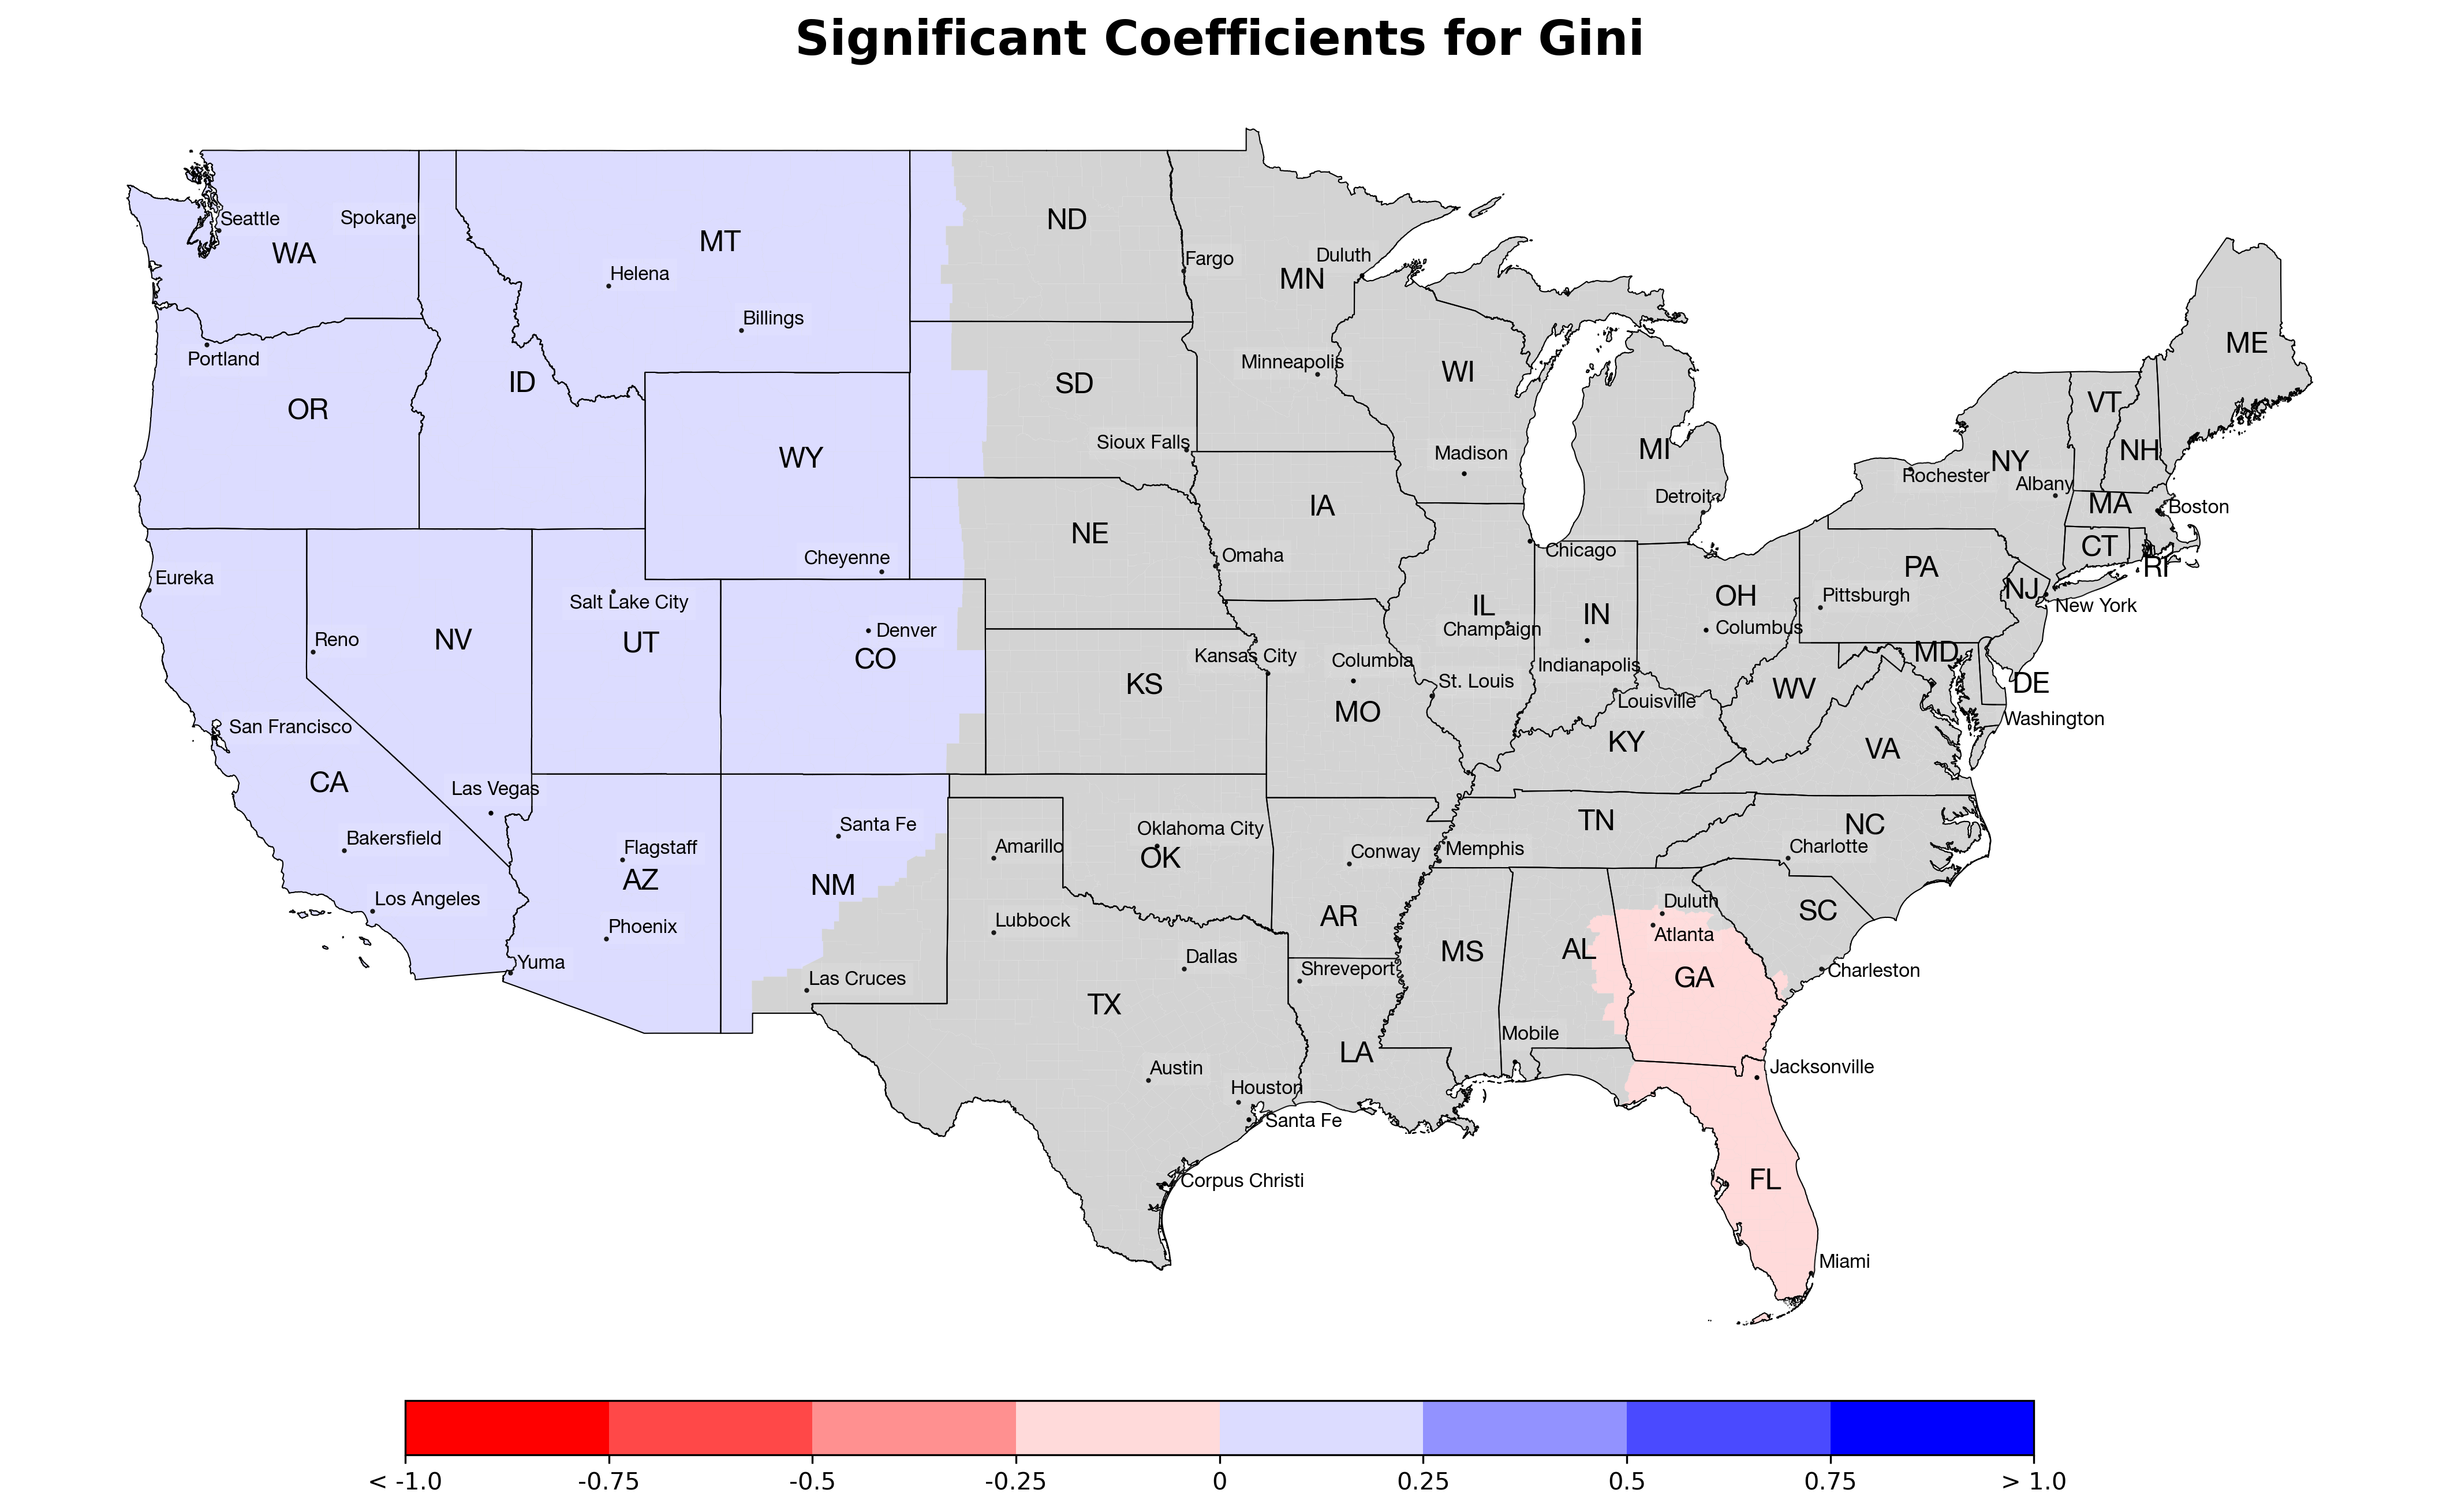 Significant Coefficients for Gini
Seattle
Spokane
WA
MT
ND
Helena
Fargo
Duluth
MN
Billings
Portland
ID
OR
SD
Minneapolis
WI
ME
VT
WY
Sioux Falls
Madison
MI
NH
NY
Rochester
Albany
Detroit
MA
Boston
IA
NE
Cheyenne
Omaha
Chicago
CT
RI
PA
Eureka
Salt Lake City
NJ
New York
Pittsburgh
OH
IL
IN
Champaign
Columbus
Denver
Reno
NV
UT
CO
Kansas City
Columbia
Indianapolis
MD
DE
KS
St. Louis
WV
Louisville
MO
Washington
San Francisco
KY
VA
CA
Las Vegas
TN
NC
Santa Fe
Oklahoma City
Bakersfield
Flagstaff
Amarillo
OK
Conway
Memphis
Charlotte
AZ
NM
Los Angeles
Duluth
SC
AR
Lubbock
Phoenix
Atlanta
AL
MS
Dallas
Yuma
Shreveport
Charleston
GA
Las Cruces
TX
Mobile
LA
Austin
Jacksonville
Houston
Santa Fe
Corpus Christi
FL
Miami
< -1.0 -0.75 -0.5 -0.25 0 0.25 0.5 0.75 > 1.0